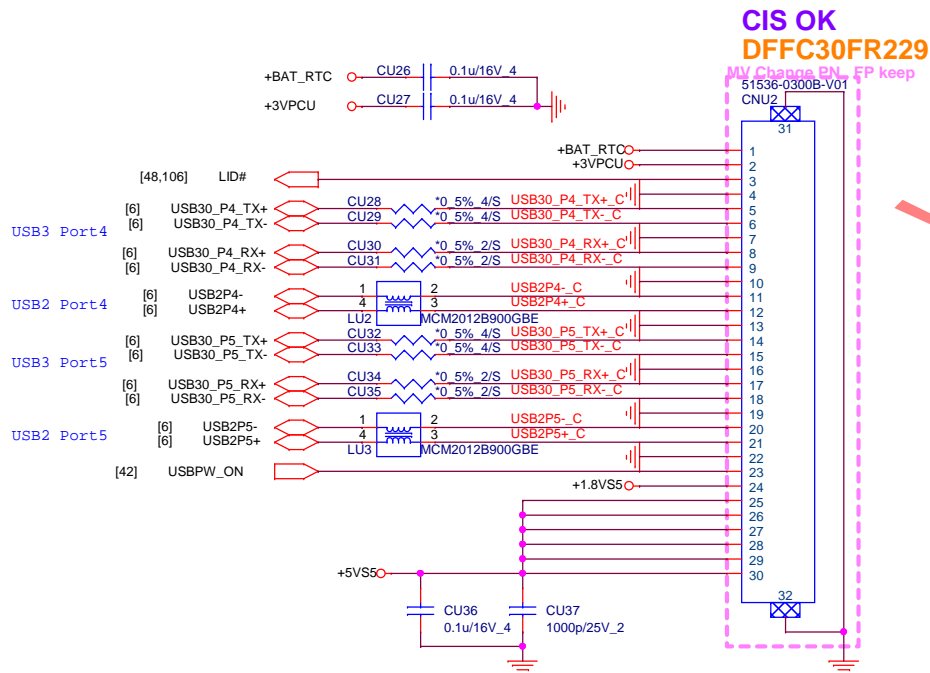 CIS OK
DFFC30FR229
MV Change PN, FP keep
51536-0300B-V01
CNU2
31
+BAT_RTC CU26 0.1u/16V_4
+3VPCU CU27 0.1u/16V_4
+BAT_RTC 1
+3VPCU 2
[48,106] LID# 3
4
[6] USB30_P4_TX+ CU28 *0_5%_4/S USB30_P4_TX+_C 5
[6] USB30_P4_TX- CU29 *0_5%_4/S USB30_P4_TX-_C 6
USB3 Port4
7
[6] USB30_P4_RX+ CU30 *0_5%_2/S USB30_P4_RX+_C 8
[6] USB30_P4_RX- CU31 *0_5%_2/S USB30_P4_RX-_C 9
10
[6] USB2P4- 1 2 USB2P4-_C 11
USB2 Port4
[6] USB2P4+ 4 3 USB2P4+_C 12
LU2 MCM2012B900GBE
13
[6] USB30_P5_TX+ CU32 *0_5%_4/S USB30_P5_TX+_C 14
[6] USB30_P5_TX- CU33 *0_5%_4/S USB30_P5_TX-_C 15
USB3 Port5
16
[6] USB30_P5_RX+ CU34 *0_5%_2/S USB30_P5_RX+_C 17
[6] USB30_P5_RX- CU35 *0_5%_2/S USB30_P5_RX-_C 18
19
[6] USB2P5- 1 2 USB2P5-_C 20
USB2 Port5
[6] USB2P5+ 4 3 USB2P5+_C 21
LU3 MCM2012B900GBE
22
[42] USBPW_ON 23
+1.8VS5 24
25
26
27
28
29
+5VS5 30
32
CU36
0.1u/16V_4
CU37
1000p/25V_2